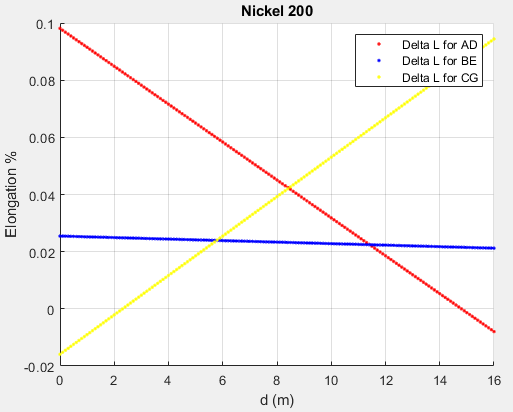 Nickel 200
Delta L for AD
Delta L for BE
Delta L for CG
0.1
0.08
0.06
0.04
0.02
0
-0.02
Elongation %
0 2 4 6 8 10 12 14 16
d (m)